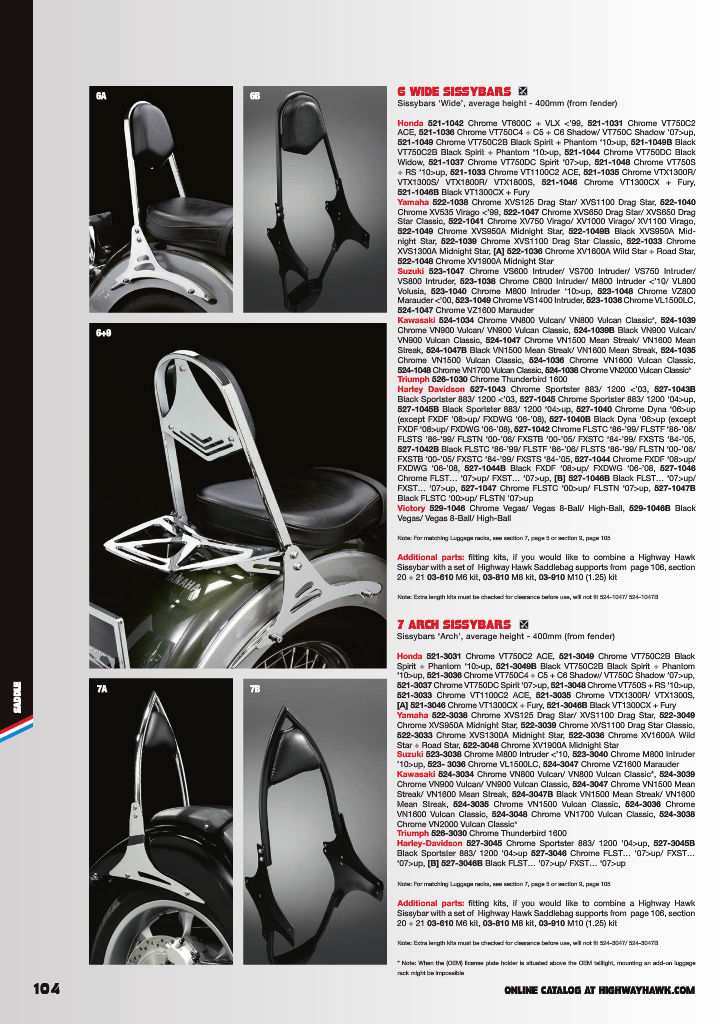 6A
6B
6+9
YAMAHA
7A
7B
SADDLE
6 WIDE SISSYBARS
Sissybars 'Wide', average height - 400mm (from fender)
Honda 521-1042 Chrome VT600C + VLX <'99, 521-1031 Chrome VT750C2
ACE, 521-1036 Chrome VT750C4 ÷ C5 + C6 Shadow/ VT750C Shadow '07>up,
521-1049 Chrome VT750C2B Black Spirit + Phantom '10>up, 521-1049B Black
VT750C2B Black Spirit ÷ Phantom '10>up, 521-1044 Chrome VT750DC Black
Widow, 521-1037 Chrome VT750DC Spirit '07>up, 521-1048 Chrome VT750S
÷ RS '10>up, 521-1033 Chrome VT1100C2 ACE, 521-1035 Chrome VTX1300R/
VTX1300S/ VTX1800R/ VTX1800S, 521-1046 Chrome VT1300CX + Fury,
521-1046B Black VT1300CX + Fury
Yamaha 522-1038 Chrome XVS125 Drag Star/ XVS1100 Drag Star, 522-1040
Chrome XV535 Virago <'99, 522-1047 Chrome XVS650 Drag Star/ XVS650 Drag
Star Classic, 522-1041 Chrome XV750 Virago/ XV1000 Virago/ XV1100 Virago,
522-1049 Chrome XVS950A Midnight Star, 522-1049B Black XVS950A Mid-
night Star, 522-1039 Chrome XVS1100 Drag Star Classic, 522-1033 Chrome
XVS1300A Midnight Star, [A] 522-1036 Chrome XV1600A Wild Star ÷ Road Star,
522-1048 Chrome XV1900A Midnight Star
Suzuki 523-1047 Chrome VS600 Intruder/ VS700 Intruder/ VS750 Intruder/
VS800 Intruder, 523-1038 Chrome C800 Intruder/ M800 Intruder <'10/ VL800
Volusia, 523-1040 Chrome M800 Intruder '10>up, 523-1048 Chrome VZ800
Marauder <'00, 523-1049 Chrome VS1400 Intruder, 523-1036 Chrome VL1500LC,
524-1047 Chrome VZ1600 Marauder
Kawasaki 524-1034 Chrome VN800 Vulcan/ VN800 Vulcan Classic*, 524-1039
Chrome VN900 Vulcan/ VN900 Vulcan Classic, 524-1039B Black VN900 Vulcan/
VN900 Vulcan Classic, 524-1047 Chrome VN1500 Mean Streak/ VN1600 Mean
Streak, 524-1047B Black VN1500 Mean Streak/ VN1600 Mean Streak, 524-1035
Chrome VN1500 Vulcan Classic, 524-1036 Chrome VN1600 Vulcan Classic,
524-1048 Chrome VN1700 Vulcan Classic, 524-1038 Chrome VN2000 Vulcan Classic*
Triumph 526-1030 Chrome Thunderbird 1600
Harley Davidson 527-1043 Chrome Sportster 883/ 1200 <'03, 527-1043B
Black Sportster 883/ 1200 <'03, 527-1045 Chrome Sportster 883/ 1200 '04>up,
527-1045B Black Sportster 883/ 1200 '04>up, 527-1040 Chrome Dyna '06>up
(except FXDF '08>up/ FXDWG '06-'08), 527-1040B Black Dyna '06>up (except
FXDF '08>up/ FXDWG '06-'08), 527-1042 Chrome FLSTC '86-'99/ FLSTF '86-'06/
FLSTS '86-'99/ FLSTN '00-'06/ FXSTB '00-'05/ FXSTC '84-'99/ FXSTS '84-'05,
527-1042B Black FLSTC '86-'99/ FLSTF '86-'06/ FLSTS '86-'99/ FLSTN '00-'06/
FXSTB '00-'05/ FXSTC '84-'99/ FXSTS '84-'05, 527-1044 Chrome FXDF '08>up/
FXDWG '06-'08, 527-1044B Black FXDF '08>up/ FXDWG '06-'08, 527-1046
Chrome FLST... '07>up/ FXST... '07>up, [B] 527-1046B Black FLST... '07>up/
FXST... '07>up, 527-1047 Chrome FLSTC '00>up/ FLSTN '07>up, 527-1047B
Black FLSTC '00>up/ FLSTN '07>up
Victory 529-1046 Chrome Vegas/ Vegas 8-Ball/ High-Ball, 529-1046B Black
Vegas/ Vegas 8-Ball/ High-Ball
Note: For matching Luggage racks, see section 7, page 5 or section 9, page 105
Additional parts: fitting kits, if you would like to combine a Highway Hawk
Sissybar with a set of Highway Hawk Saddlebag supports from page 106, section
20 ÷ 21 03-610 M6 kit, 03-810 M8 kit, 03-910 M10 (1.25) kit
Note: Extra length kits must be checked for clearance before use, will not fit 524-1047/ 524-1047B
7 ARCH SISSYBARS
Sissybars 'Arch', average height - 400mm (from fender)
Honda 521-3031 Chrome VT750C2 ACE, 521-3049 Chrome VT750C2B Black
Spirit ÷ Phantom '10>up, 521-3049B Black VT750C2B Black Spirit ÷ Phantom
'10>up, 521-3036 Chrome VT750C4 ÷ C5 + C6 Shadow/ VT750C Shadow '07>up,
521-3037 Chrome VT750DC Spirit '07>up, 521-3048 Chrome VT750S + RS '10>up,
521-3033 Chrome VT1100C2 ACE, 521-3035 Chrome VTX1300R/ VTX1300S,
[A] 521-3046 Chrome VT1300CX ÷ Fury, 521-3046B Black VT1300CX + Fury
Yamaha 522-3038 Chrome XVS125 Drag Star/ XVS1100 Drag Star, 522-3049
Chrome XVS950A Midnight Star, 522-3039 Chrome XVS1100 Drag Star Classic,
522-3033 Chrome XVS1300A Midnight Star, 522-3036 Chrome XV1600A Wild
Star ÷ Road Star, 522-3048 Chrome XV1900A Midnight Star
Suzuki 523-3038 Chrome M800 Intruder <'10, 523-3040 Chrome M800 Intruder
'10>up, 523- 3036 Chrome VL1500LC, 524-3047 Chrome VZ1600 Marauder
Kawasaki 524-3034 Chrome VN800 Vulcan/ VN800 Vulcan Classic*, 524-3039
Chrome VN900 Vulcan/ VN900 Vulcan Classic, 524-3047 Chrome VN1500 Mean
Streak/ VN1600 Mean Streak, 524-3047B Black VN1500 Mean Streak/ VN1600
Mean Streak, 524-3035 Chrome VN1500 Vulcan Classic, 524-3036 Chrome
VN1600 Vulcan Classic, 524-3048 Chrome VN1700 Vulcan Classic, 524-3038
Chrome VN2000 Vulcan Classic*
Triumph 526-3030 Chrome Thunderbird 1600
Harley-Davidson 527-3045 Chrome Sportster 883/ 1200 '04>up, 527-3045B
Black Sportster 883/ 1200 '04>up 527-3046 Chrome FLST... '07>up/ FXST...
'07>up, [B] 527-3046B Black FLST... '07>up/ FXST... '07>up
Note: For matching Luggage racks, see section 7, page 5 or section 9, page 105
Additional parts: fitting kits, if you would like to combine a Highway Hawk
Sissybar with a set of Highway Hawk Saddlebag supports from page 106, section
20 ÷ 21 03-610 M6 kit, 03-810 M8 kit, 03-910 M10 (1.25) kit
Note: Extra length kits must be checked for clearance before use, will not fit 524-3047/ 524-3047B
* Note: When the (OEM) license plate holder is situated above the OEM taillight, mounting an add-on luggage
rack might be impossible
104
ONLINE CATALOG AT HIGHWAYHAWK.COM